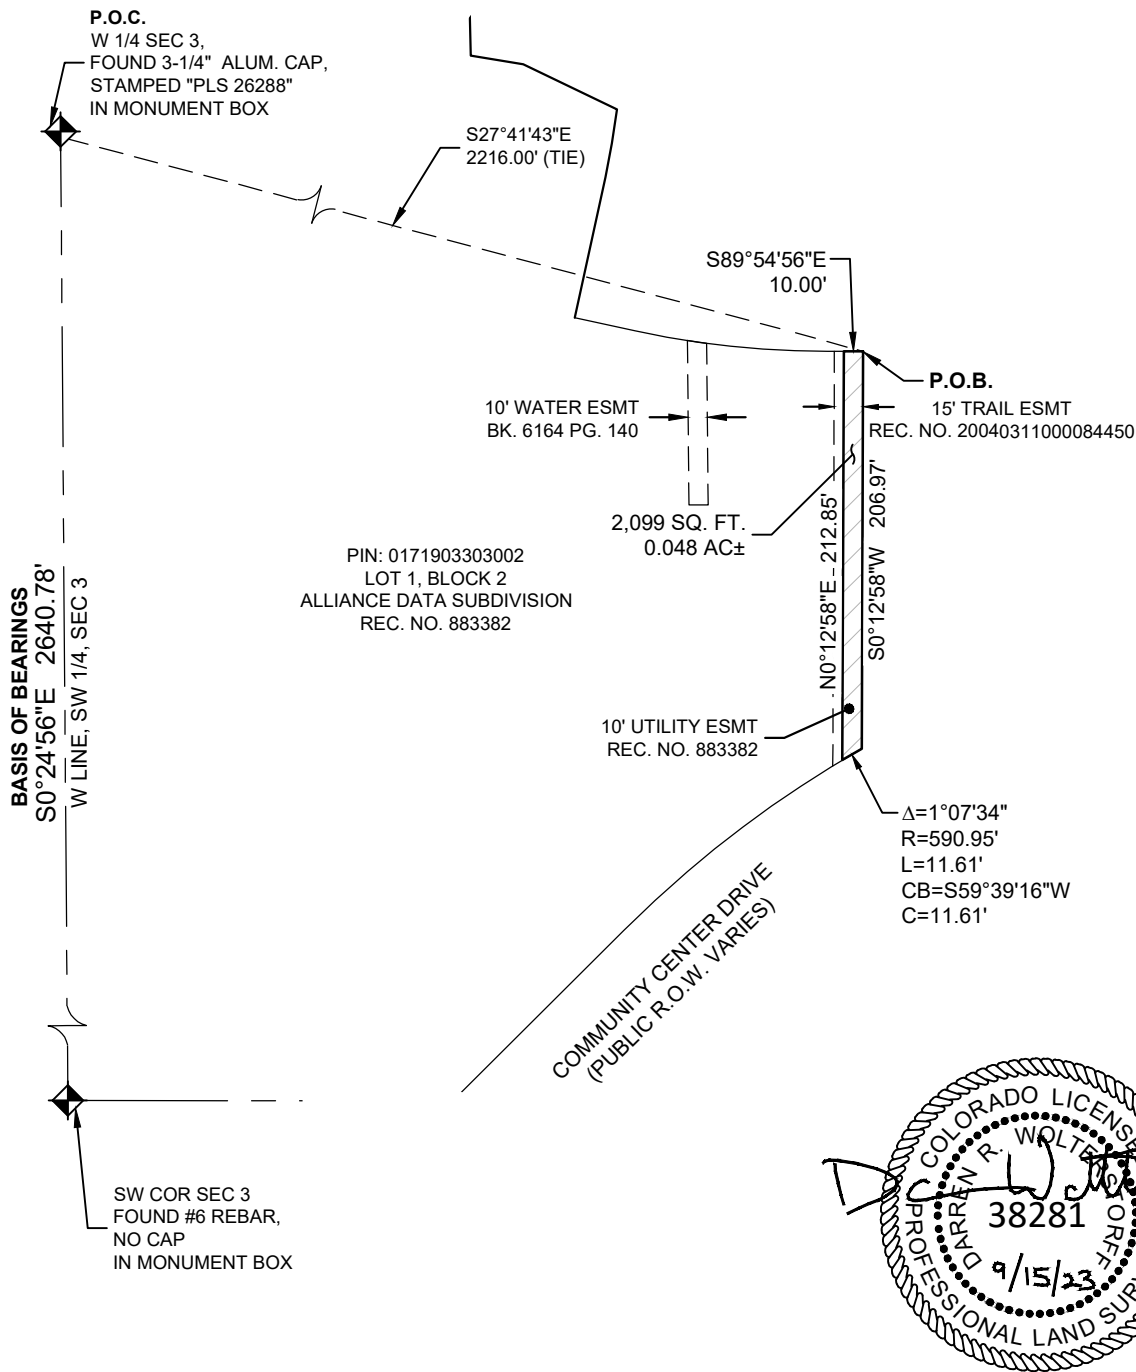 P.O.C.
W 1/4 SEC 3,
FOUND 3-1/4" ALUM. CAP,
STAMPED "PLS 26288"
IN MONUMENT BOX
S27°41'43"E
2216.00' (TIE)
S89°54'56"E
10.00'
P.O.B.
15' TRAIL ESMT
REC. NO. 20040311000084450
10' WATER ESMT
BK. 6164 PG. 140
2,099 SQ. FT.
0.048 AC±
N0°12'58"E 212.85'
S0°12'58"W 206.97'
PIN: 0171903303002
LOT 1, BLOCK 2
ALLIANCE DATA SUBDIVISION
REC. NO. 883382
BASIS OF BEARINGS
S0°24'56"E 2640.78'
W LINE, SW 1/4, SEC 3
10' UTILITY ESMT
REC. NO. 883382
Δ=1°07'34"
R=590.95'
L=11.61'
CB=S59°39'16"W
C=11.61'
COMMUNITY CENTER DRIVE
(PUBLIC R.O.W. VARIES)
SW COR SEC 3
FOUND #6 REBAR,
NO CAP
IN MONUMENT BOX
COLORADO LICENSE
DARREN R. WOLTERSTORFF
38281
9/15/23
PROFESSIONAL LAND SURV